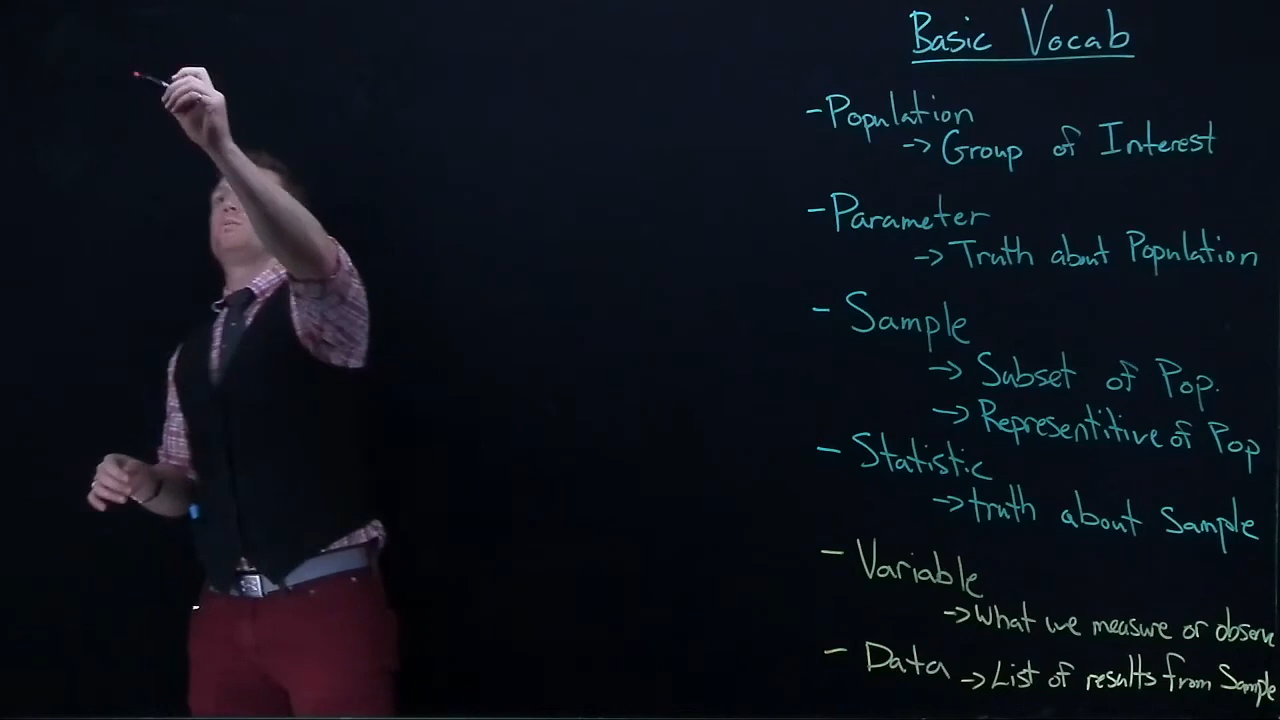 Basic Vocab
- Population
-> Group of Interest
- Parameter
-> Truth about Population
- Sample
-> Subset of Pop.
-> Representitive of Pop
- Statistic
-> truth about Sample
- Variable
-> What we measure or observe
- Data -> List of results from Sample